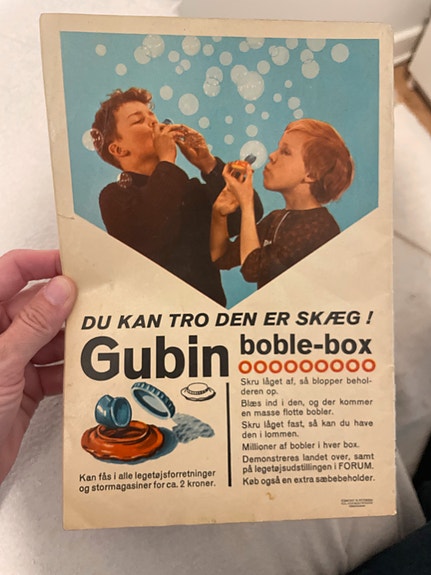 DU KAN TRO DEN ER SKÆG !
Gubin boble-box
Skru låget af, så blopper behol-
deren op.
Blæs ind i den, og der kommer
en masse flotte bobler.
Skru låget fast, så kan du have
den i lommen.
Millioner af bobler i hver box.
Demonstreres landet over, samt
på legetøjsudstillingen i FORUM.
Køb også en extra sæbebeholder.
Kan fås i alle legetøjsforretninger
og stormagasiner for ca. 2 kroner.